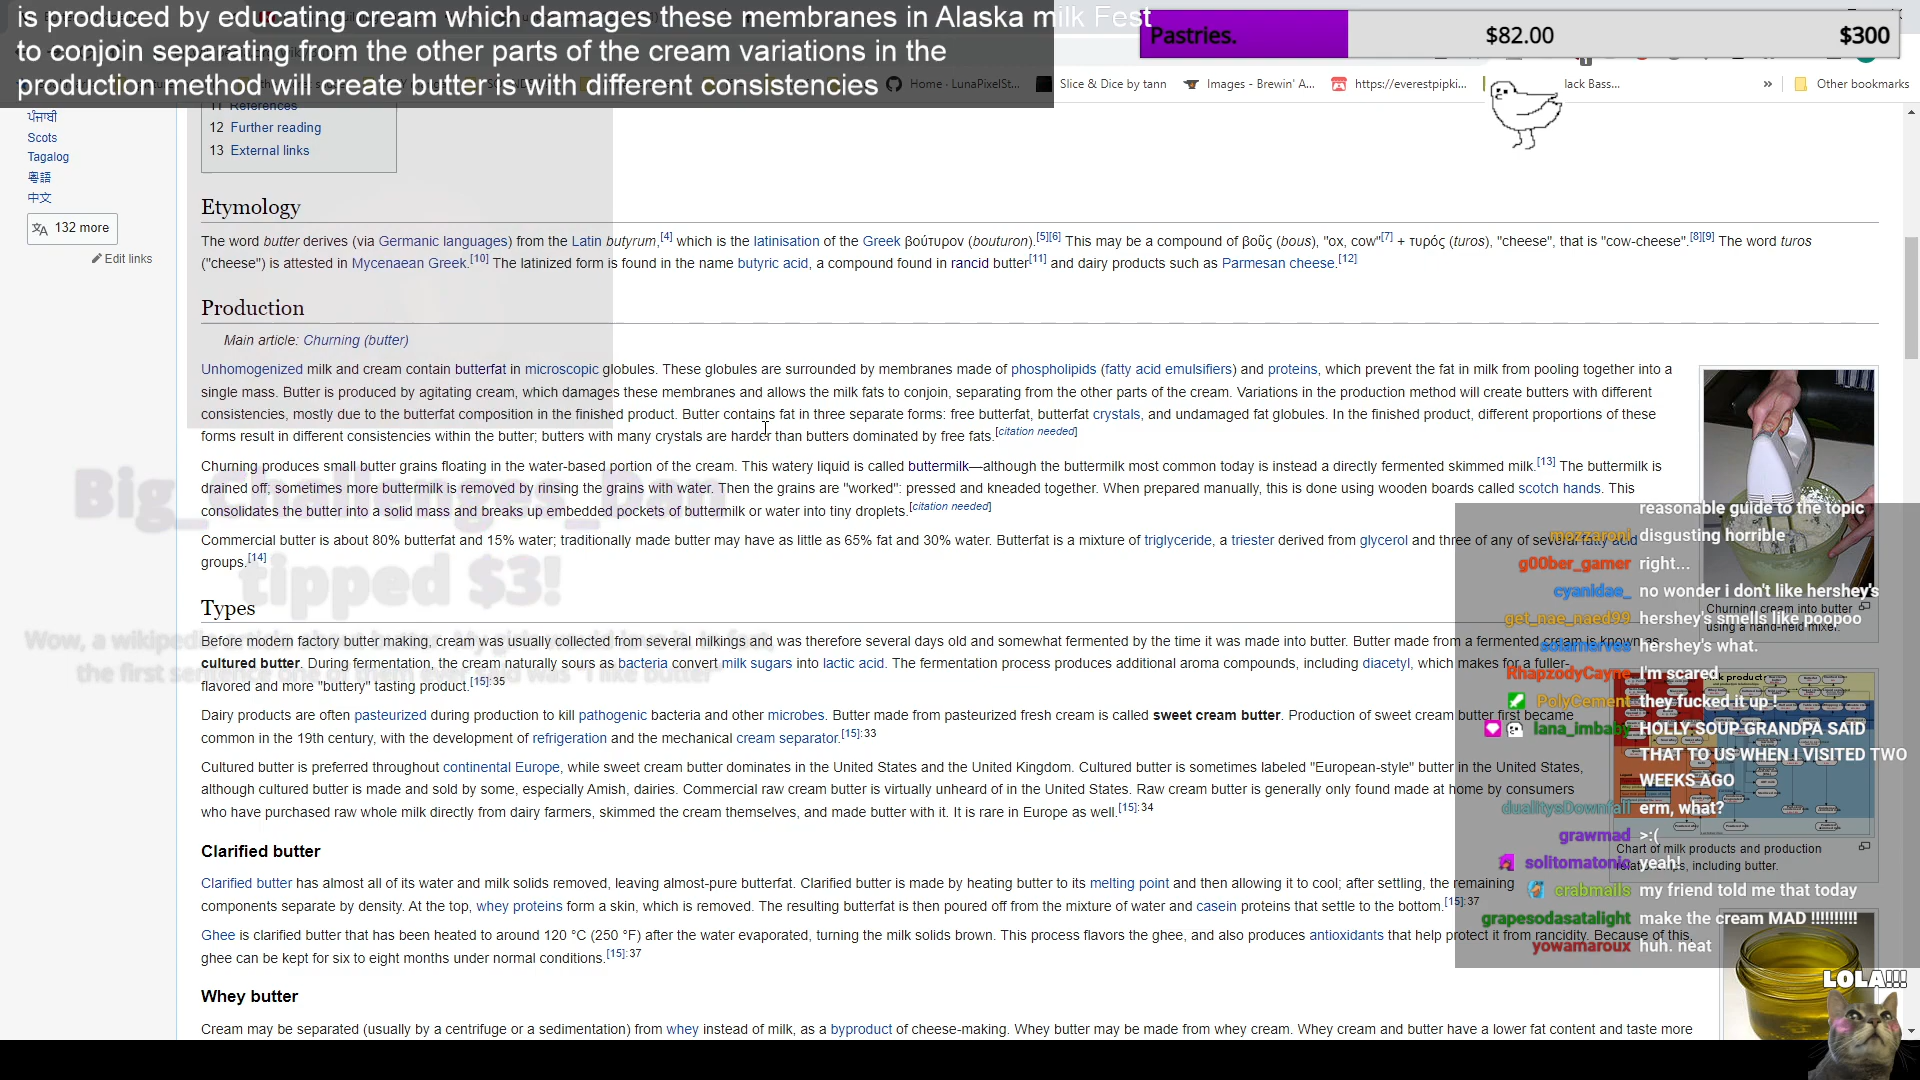 is produced by educating cream which damages these membranes in Alaska milk Fest
to conjoin separating from the other parts of the cream variations in the
production method will create butter is with different consistencies
Pastries. $82.00 $300
Home · LunaPixelSt... Slice & Dice by tann Images - Brewin' A... https://everestpipki... lack Bass... » Other bookmarks
11 References
12 Further reading
13 External links
ਪੰਜਾਬੀ
Scots
Tagalog
粵語
中文
132 more
Edit links
Etymology
The word butter derives (via Germanic languages) from the Latin butyrum,[4] which is the latinisation of the Greek βούτυρον (bouturon).[5][6] This may be a compound of βοῦς (bous), "ox, cow"[7] + τυρός (turos), "cheese", that is "cow-cheese".[8][9] The word turos
("cheese") is attested in Mycenaean Greek.[10] The latinized form is found in the name butyric acid, a compound found in rancid butter[11] and dairy products such as Parmesan cheese.[12]
Production
Main article: Churning (butter)
Unhomogenized milk and cream contain butterfat in microscopic globules. These globules are surrounded by membranes made of phospholipids (fatty acid emulsifiers) and proteins, which prevent the fat in milk from pooling together into a
single mass. Butter is produced by agitating cream, which damages these membranes and allows the milk fats to conjoin, separating from the other parts of the cream. Variations in the production method will create butters with different
consistencies, mostly due to the butterfat composition in the finished product. Butter contains fat in three separate forms: free butterfat, butterfat crystals, and undamaged fat globules. In the finished product, different proportions of these
forms result in different consistencies within the butter; butters with many crystals are harder than butters dominated by free fats.[citation needed]
Churning produces small butter grains floating in the water-based portion of the cream. This watery liquid is called buttermilk—although the buttermilk most common today is instead a directly fermented skimmed milk.[13] The buttermilk is
drained off; sometimes more buttermilk is removed by rinsing the grains with water. Then the grains are "worked": pressed and kneaded together. When prepared manually, this is done using wooden boards called scotch hands. This
consolidates the butter into a solid mass and breaks up embedded pockets of buttermilk or water into tiny droplets.[citation needed]
Commercial butter is about 80% butterfat and 15% water; traditionally made butter may have as little as 65% fat and 30% water. Butterfat is a mixture of triglyceride, a triester derived from glycerol and three of any of several fatty acid
groups.[14]
Big_Challenges_Dan
tipped $3!
Types
Before modern factory butter making, cream was usually collected from several milkings and was therefore several days old and somewhat fermented by the time it was made into butter. Butter made from a fermented cream is known as
cultured butter. During fermentation, the cream naturally sours as bacteria convert milk sugars into lactic acid. The fermentation process produces additional aroma compounds, including diacetyl, which makes for a fuller-
flavored and more "buttery" tasting product.[15]:35
Dairy products are often pasteurized during production to kill pathogenic bacteria and other microbes. Butter made from pasteurized fresh cream is called sweet cream butter. Production of sweet cream butter first became
common in the 19th century, with the development of refrigeration and the mechanical cream separator.[15]:33
Cultured butter is preferred throughout continental Europe, while sweet cream butter dominates in the United States and the United Kingdom. Cultured butter is sometimes labeled "European-style" butter in the United States,
although cultured butter is made and sold by some, especially Amish, dairies. Commercial raw cream butter is virtually unheard of in the United States. Raw cream butter is generally only found made at home by consumers
who have purchased raw whole milk directly from dairy farmers, skimmed the cream themselves, and made butter with it. It is rare in Europe as well.[15]:34
Clarified butter
Clarified butter has almost all of its water and milk solids removed, leaving almost-pure butterfat. Clarified butter is made by heating butter to its melting point and then allowing it to cool; after settling, the remaining
components separate by density. At the top, whey proteins form a skin, which is removed. The resulting butterfat is then poured off from the mixture of water and casein proteins that settle to the bottom.[15]:37
Ghee is clarified butter that has been heated to around 120 °C (250 °F) after the water evaporated, turning the milk solids brown. This process flavors the ghee, and also produces antioxidants that help protect it from rancidity. Because of this,
ghee can be kept for six to eight months under normal conditions.[15]:37
Whey butter
Cream may be separated (usually by a centrifuge or a sedimentation) from whey instead of milk, as a byproduct of cheese-making. Whey butter may be made from whey cream. Whey cream and butter have a lower fat content and taste more
Churning cream into butter
using a hand-held mixer.
Chart of milk products and production
relationships, including butter.
reasonable guide to the topic
mozzaroni disgusting horrible
g00ber_gamer right...
cyanidae_ no wonder i don't like hershey's
get_nae_naed99 hershey's smells like poopoo
solarnerves hershey's what.
RhapzodyCayne I'm scared
PolyCement they fucked it up !
lana_imbaby HOLLY SOUP GRANDPA SAID
THAT TO US WHEN I VISITED TWO
WEEKS AGO
dualitysDownfall erm, what?
grawmad >:(
solitomatonic yeah!
crabmails my friend told me that today
grapesodasatalight make the cream MAD !!!!!!!!!!
yowamaroux huh. neat
LOLA!!!